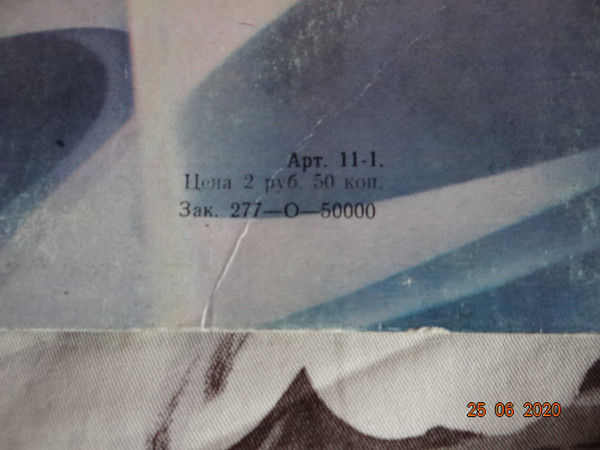 Арт. 11-1.
Цена 2 руб. 50 коп.
Зак. 277—О—50000
25 06 2020